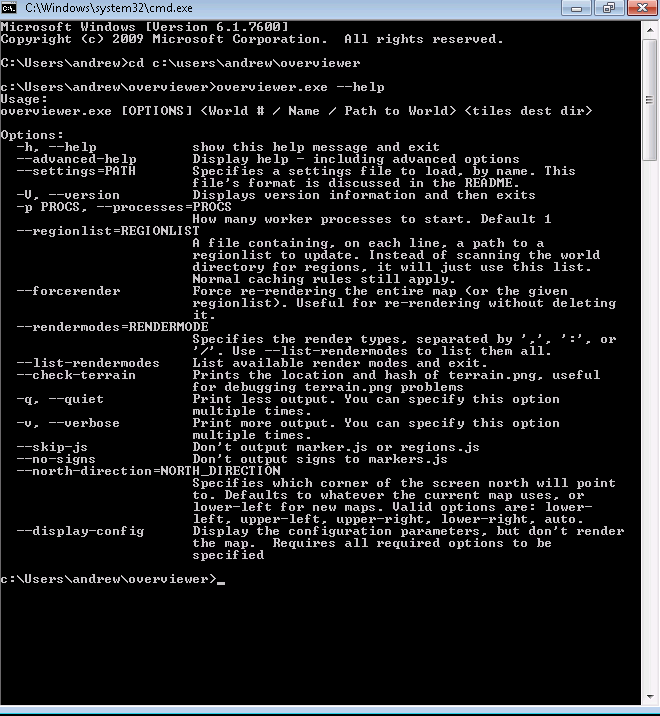 C:\Windows\system32\cmd.exe
Microsoft Windows [Version 6.1.7600]
Copyright (c) 2009 Microsoft Corporation.  All rights reserved.
C:\Users\andrew>cd c:\users\andrew\overviewer
c:\Users\andrew\overviewer>overviewer.exe --help
Usage:
overviewer.exe [OPTIONS] <World # / Name / Path to World> <tiles dest dir>
Options:
  -h, --help            show this help message and exit
  --advanced-help       Display help - including advanced options
  --settings=PATH       Specifies a settings file to load, by name. This
                        file's format is discussed in the README.
  -V, --version         Displays version information and then exits
  -p PROCS, --processes=PROCS
                        How many worker processes to start. Default 1
  --regionlist=REGIONLIST
                        A file containing, on each line, a path to a
                        regionlist to update. Instead of scanning the world
                        directory for regions, it will just use this list.
                        Normal caching rules still apply.
  --forcerender         Force re-rendering the entire map (or the given
                        regionlist). Useful for re-rendering without deleting
                        it.
  --rendermodes=RENDERMODE
                        Specifies the render types, separated by ',', ':', or
                        '/'. Use --list-rendermodes to list them all.
  --list-rendermodes    List available render modes and exit.
  --check-terrain       Prints the location and hash of terrain.png, useful
                        for debugging terrain.png problems
  -q, --quiet           Print less output. You can specify this option
                        multiple times.
  -v, --verbose         Print more output. You can specify this option
                        multiple times.
  --skip-js             Don't output marker.js or regions.js
  --no-signs            Don't output signs to markers.js
  --north-direction=NORTH_DIRECTION
                        Specifies which corner of the screen north will point
                        to. Defaults to whatever the current map uses, or
                        lower-left for new maps. Valid options are: lower-
                        left, upper-left, upper-right, lower-right, auto.
  --display-config      Display the configuration parameters, but don't render
                        the map.  Requires all required options to be
                        specified
c:\Users\andrew\overviewer>_